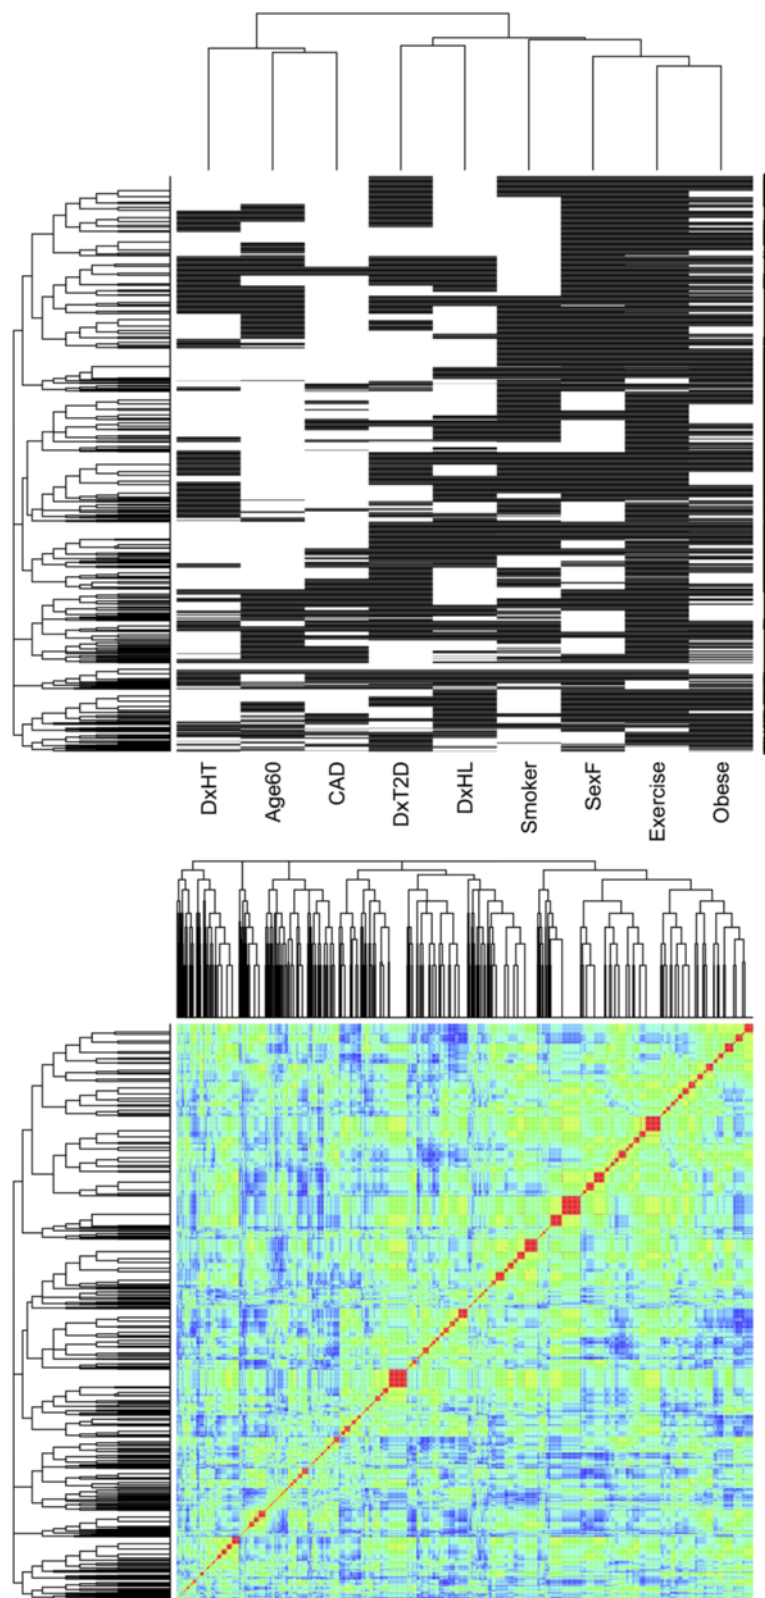 DxHT
Age60
CAD
DxT2D
DxHL
Smoker
SexF
Exercise
Obese